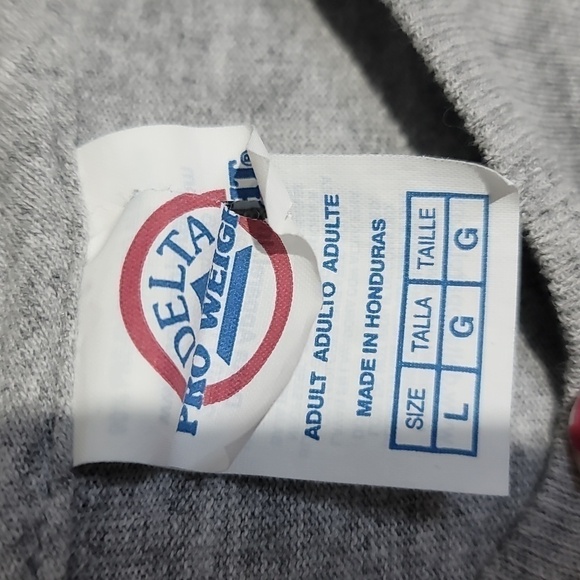 DELTA
PRO WEIGHT®
ADULT ADULTO ADULTE
MADE IN HONDURAS
SIZE TALLA TAILLE
L G G